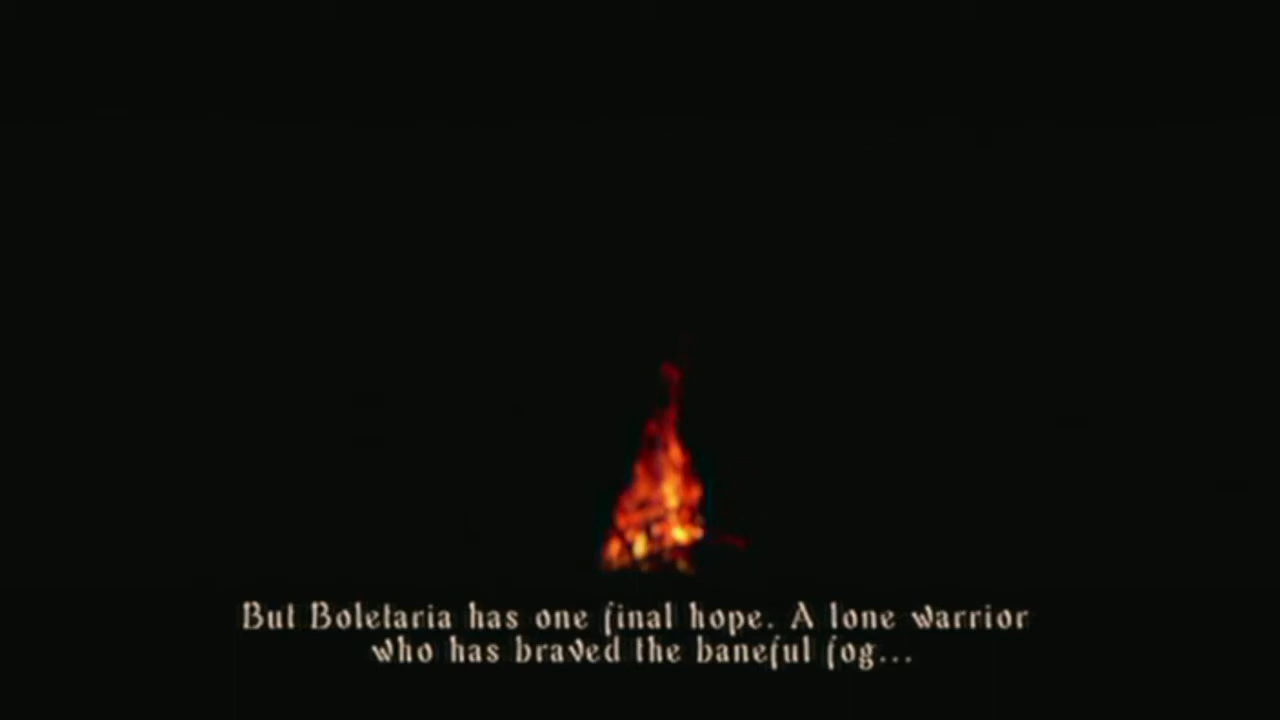 But Boletaria has one final hope. A lone warrior
who has braved the baneful fog...